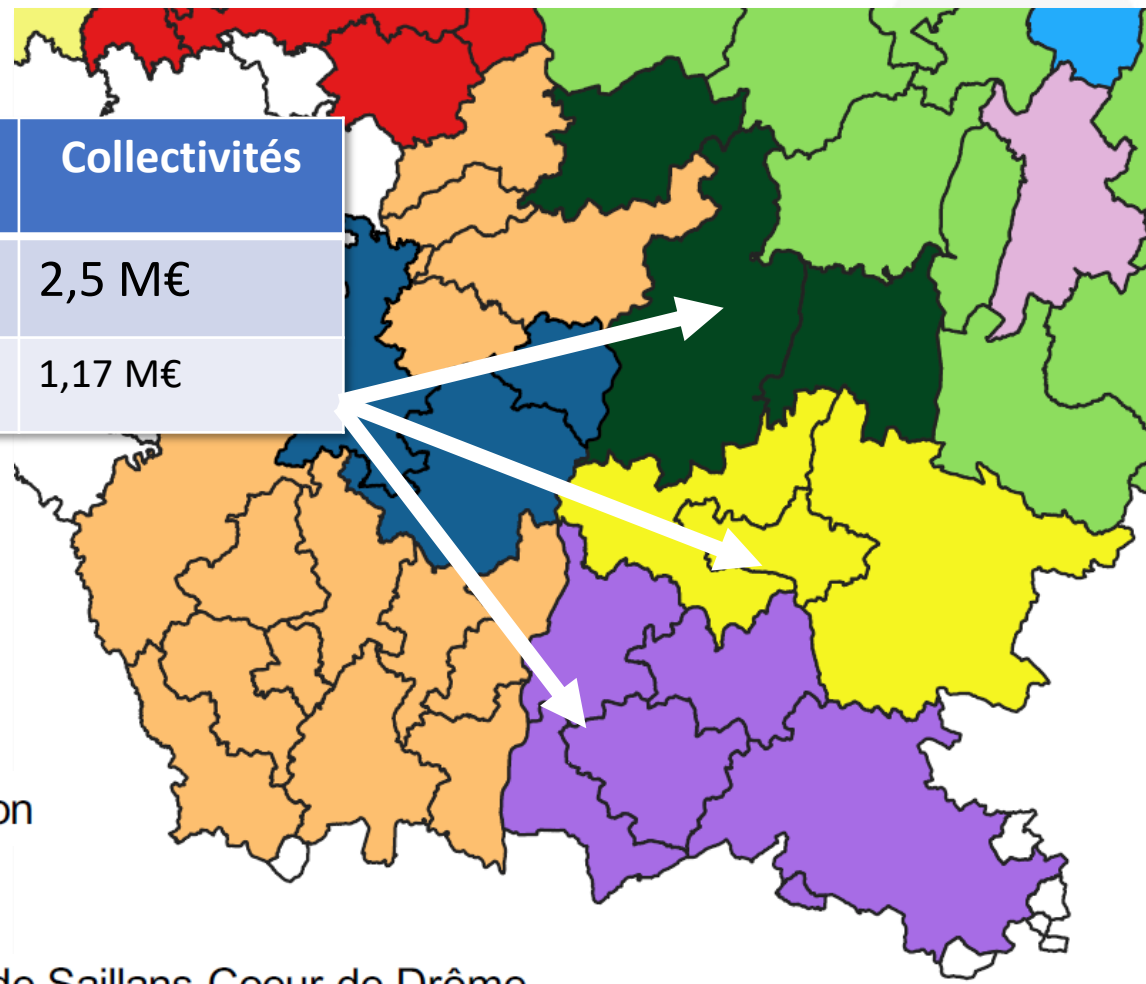 Collectivités
2,5 M€
1,17 M€
on
de Saillans-Coeur de Drôme